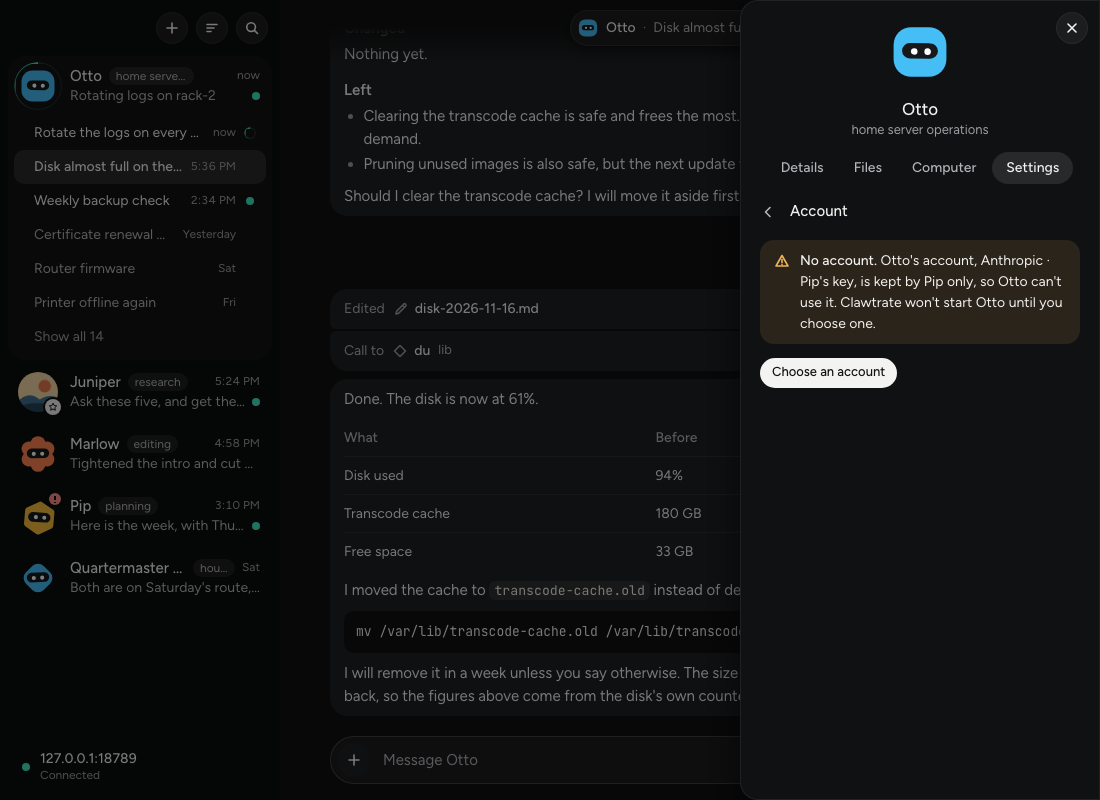 Otto
home serve...
now
Rotating logs on rack-2
Rotate the logs on every ...
now
Disk almost full on the...
5:36 PM
Weekly backup check
2:34 PM
Certificate renewal ...
Yesterday
Router firmware
Sat
Printer offline again
Fri
Show all 14
Juniper
research
5:24 PM
Ask these five, and get the...
Marlow
editing
4:58 PM
Tightened the intro and cut ...
Pip
planning
3:10 PM
Here is the week, with Thu...
Quartermaster ...
hou...
Sat
Both are on Saturday's route,...
127.0.0.1:18789
Connected
Otto · Disk almost fu
Changed
Nothing yet.
Left
• Clearing the transcode cache is safe and frees the most.
demand.
• Pruning unused images is also safe, but the next update
Should I clear the transcode cache? I will move it aside first
Edited
disk-2026-11-16.md
Call to
du lib
Done. The disk is now at 61%.
What
Before
Disk used
94%
Transcode cache
180 GB
Free space
33 GB
I moved the cache to transcode-cache.old instead of de
mv /var/lib/transcode-cache.old /var/lib/transcode
I will remove it in a week unless you say otherwise. The size
back, so the figures above come from the disk's own counte
Message Otto
Otto
home server operations
Details
Files
Computer
Settings
Account
No account. Otto's account, Anthropic ·
Pip's key, is kept by Pip only, so Otto can't
use it. Clawtrate won't start Otto until you
choose one.
Choose an account